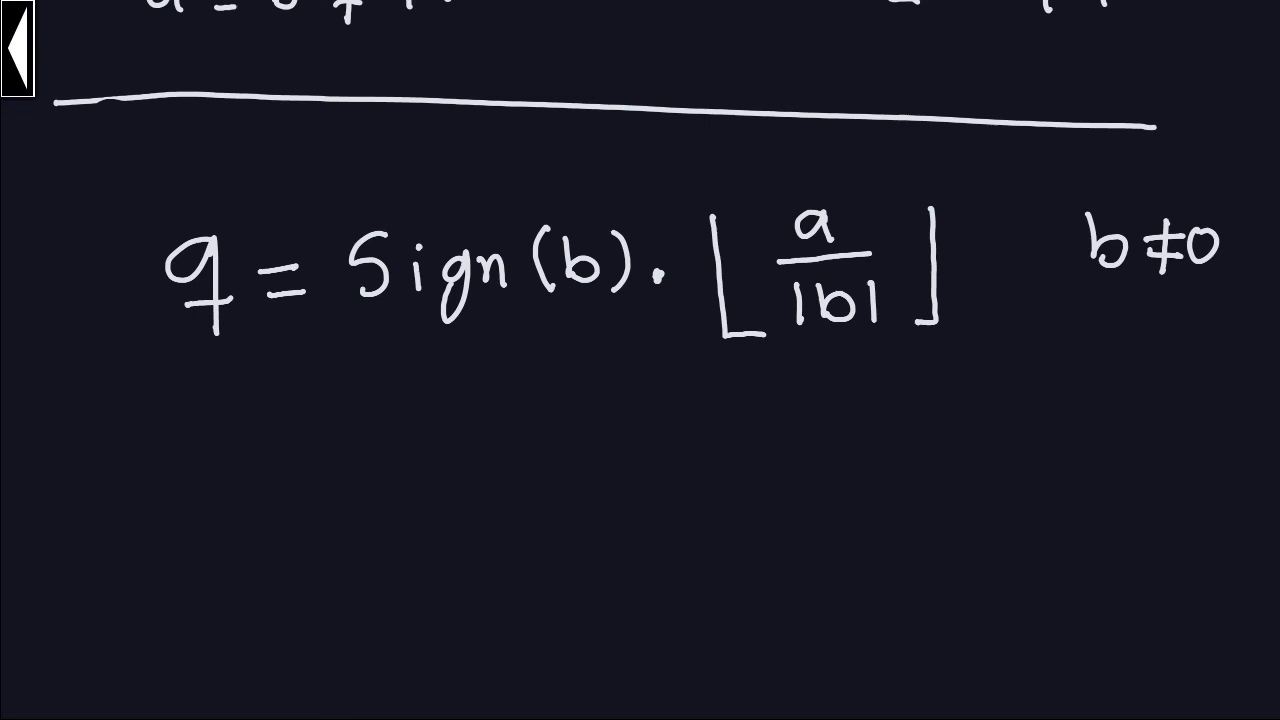 q = Sign(b) · ⌊ a / |b| ⌋ b ≠ 0